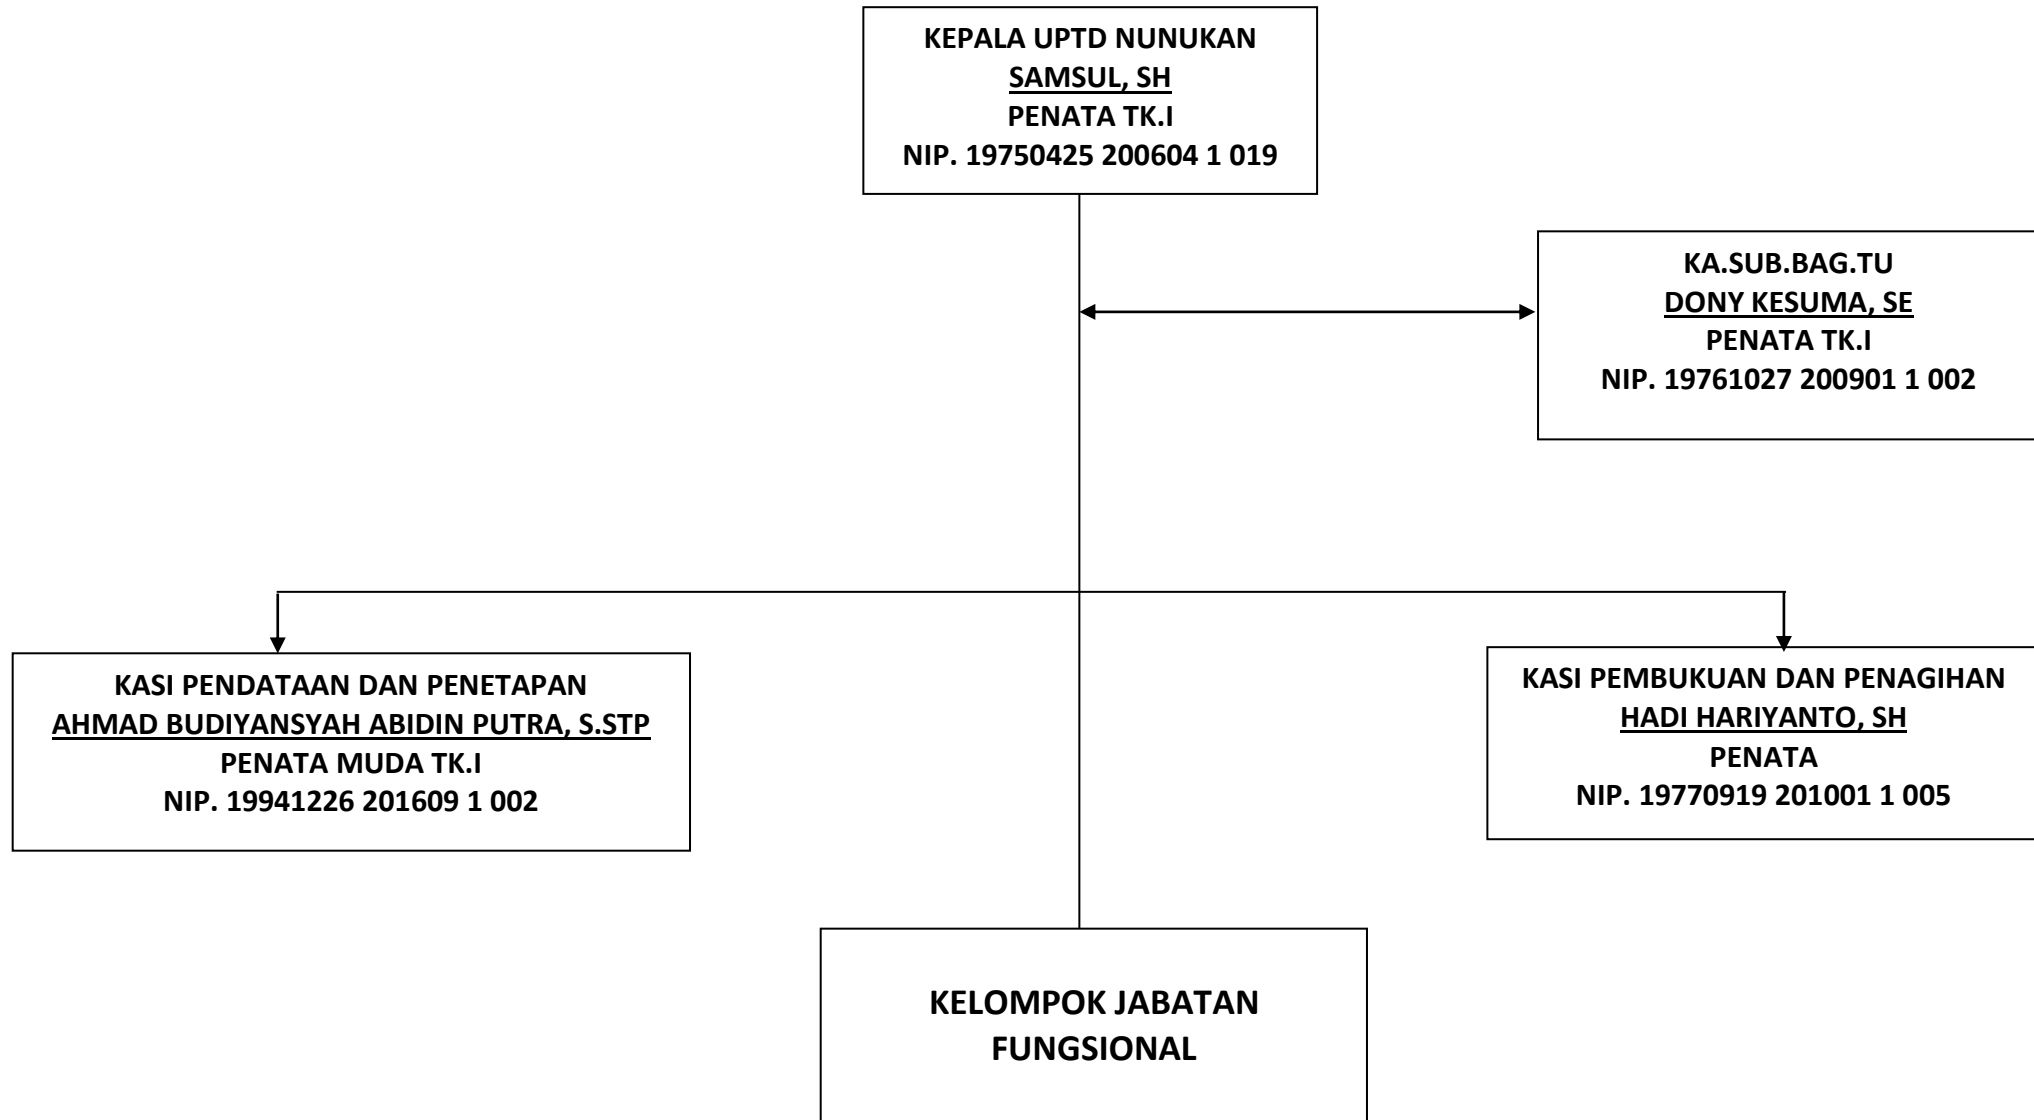 KEPALA UPTD NUNUKAN
SAMSUL, SH
PENATA TK.I
NIP. 19750425 200604 1 019
KA.SUB.BAG.TU
DONY KESUMA, SE
PENATA TK.I
NIP. 19761027 200901 1 002
KASI PENDATAAN DAN PENETAPAN
AHMAD BUDIYANSYAH ABIDIN PUTRA, S.STP
PENATA MUDA TK.I
NIP. 19941226 201609 1 002
KASI PEMBUKUAN DAN PENAGIHAN
HADI HARIYANTO, SH
PENATA
NIP. 19770919 201001 1 005
KELOMPOK JABATAN
FUNGSIONAL